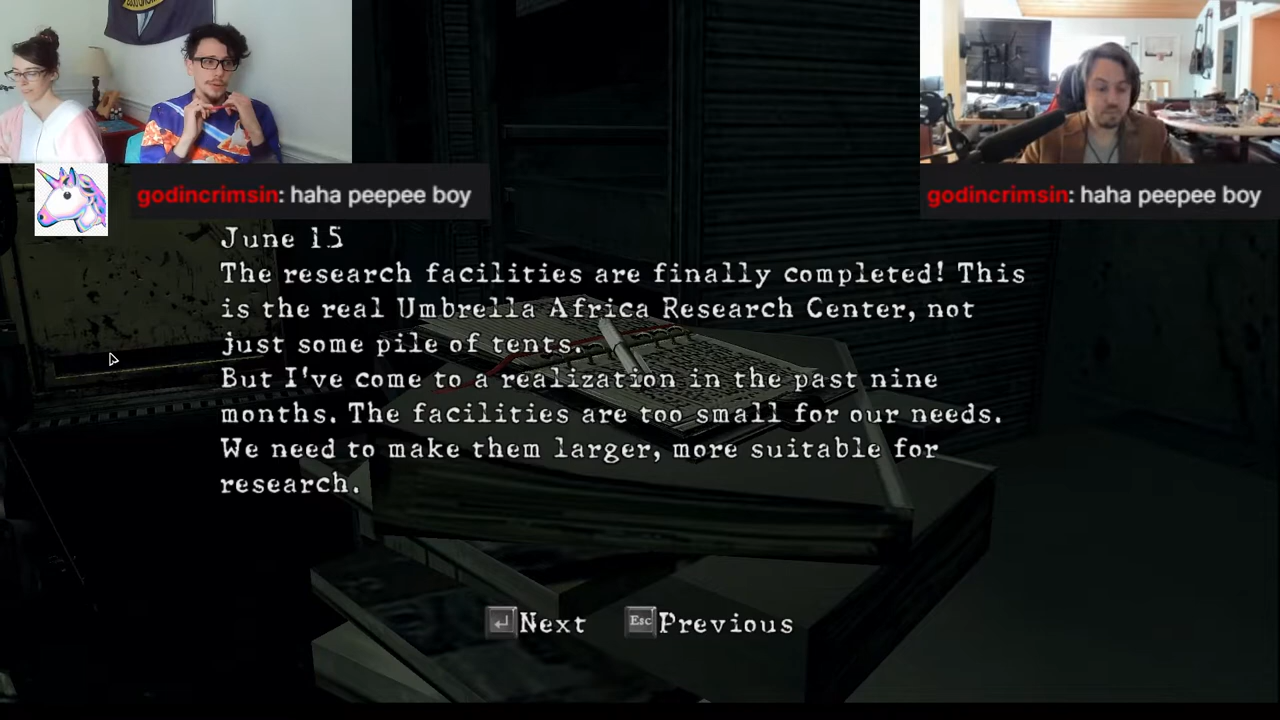 godincrimsin: haha peepee boy
godincrimsin: haha peepee boy
June 15
The research facilities are finally completed! This
is the real Umbrella Africa Research Center, not
just some pile of tents.
But I've come to a realization in the past nine
months. The facilities are too small for our needs.
We need to make them larger, more suitable for
research.
Next
Esc Previous